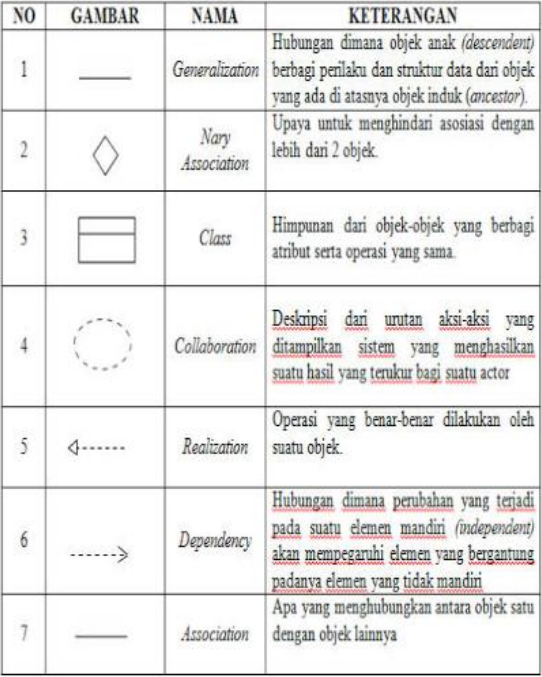 NO GAMBAR NAMA KETERANGAN
1 Generalization Hubungan dimana objek anak (descendent)
berbagi perilaku dan struktur data dari objek
yang ada di atasnya objek induk (ancestor).
2 Nary
Association Upaya untuk menghindari asosiasi dengan
lebih dari 2 objek.
3 Class Himpunan dari objek-objek yang berbagi
atribut serta operasi yang sama.
4 Collaboration Deskripsi dari urutan aksi-aksi yang
ditampilkan sistem yang menghasilkan
suatu hasil yang terukur bagi suatu actor
5 Realization Operasi yang benar-benar dilakukan oleh
suatu objek.
6 Dependency Hubungan dimana perubahan yang terjadi
pada suatu elemen mandiri (independent)
akan mempegaruhi elemen yang bergantung
padanya elemen yang tidak mandiri
7 Association Apa yang menghubungkan antara objek satu
dengan objek lainnya